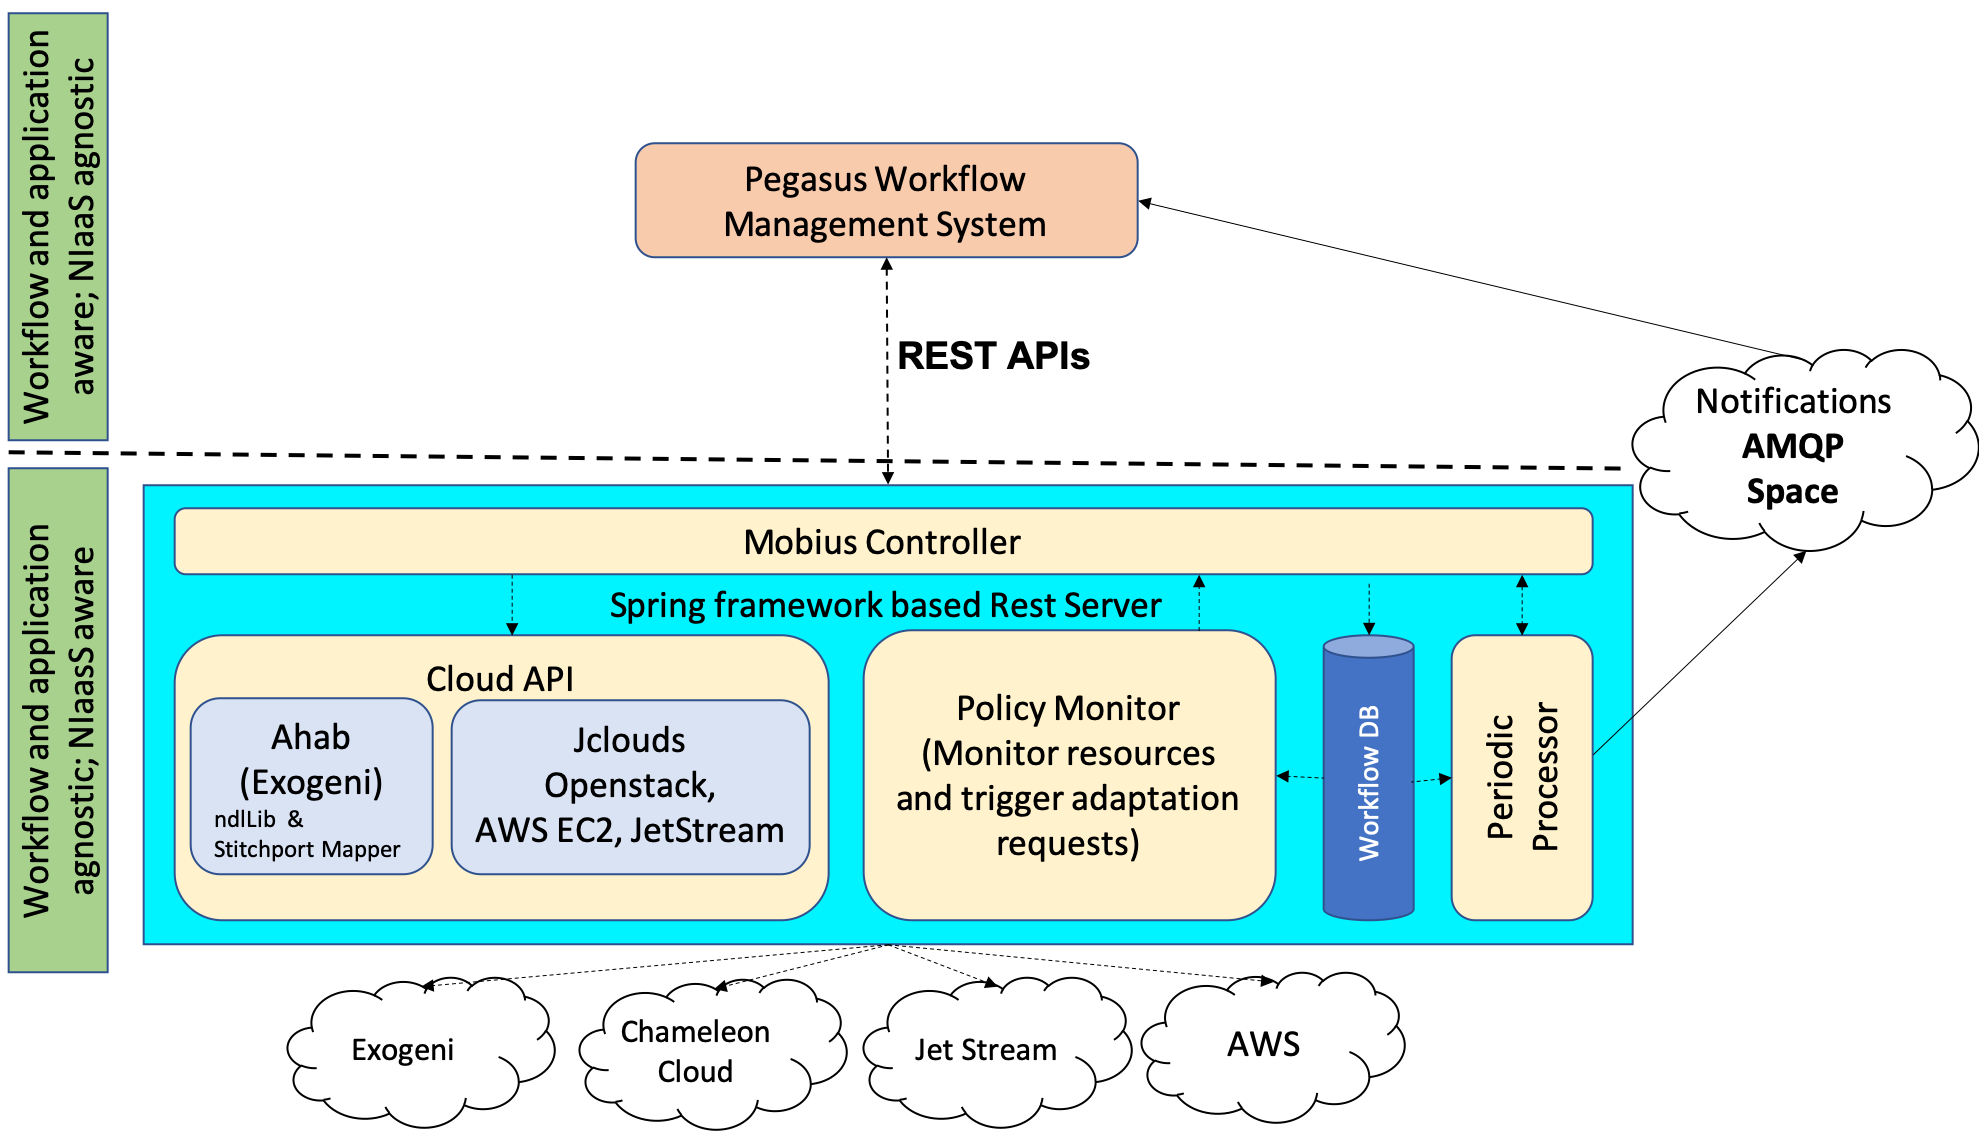 Workflow and application
aware; NIaaS agnostic
Pegasus Workflow
Management System
REST APIs
Notifications
AMQP
Space
Workflow and application
agnostic; NIaasS aware
Mobius Controller
Spring framework based Rest Server
Cloud API
Ahab
(Exogeni)
ndlLib &
Stitchport Mapper
Jclouds
Openstack,
AWS EC2, JetStream
Policy Monitor
(Monitor resources
and trigger adaptation
requests)
Workflow DB
Periodic
Processor
Exogeni
Chameleon
Cloud
Jet Stream
AWS